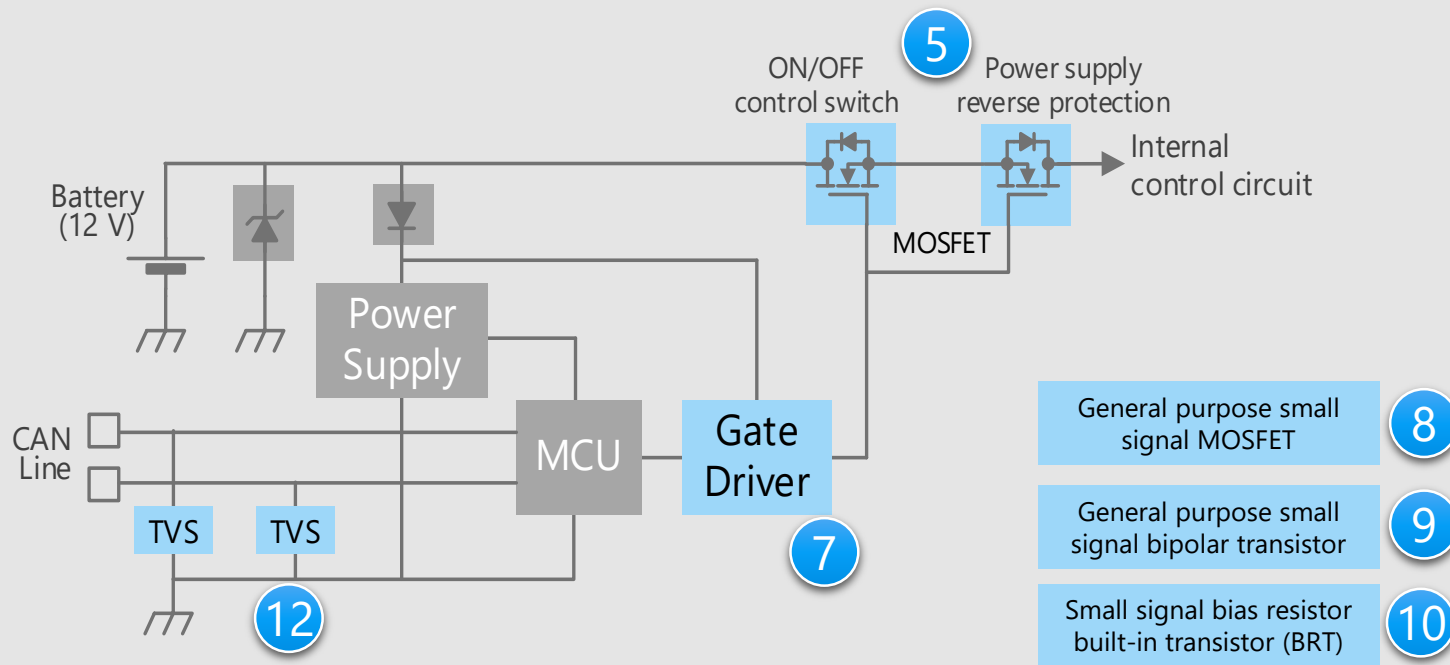 5
ON/OFF
control switch
Power supply
reverse protection
Internal
control circuit
Battery
(12 V)
MOSFET
Power
Supply
CAN
Line
MCU
Gate
Driver
TVS
TVS
7
12
General purpose small
signal MOSFET
8
General purpose small
signal bipolar transistor
9
Small signal bias resistor
built-in transistor (BRT)
10